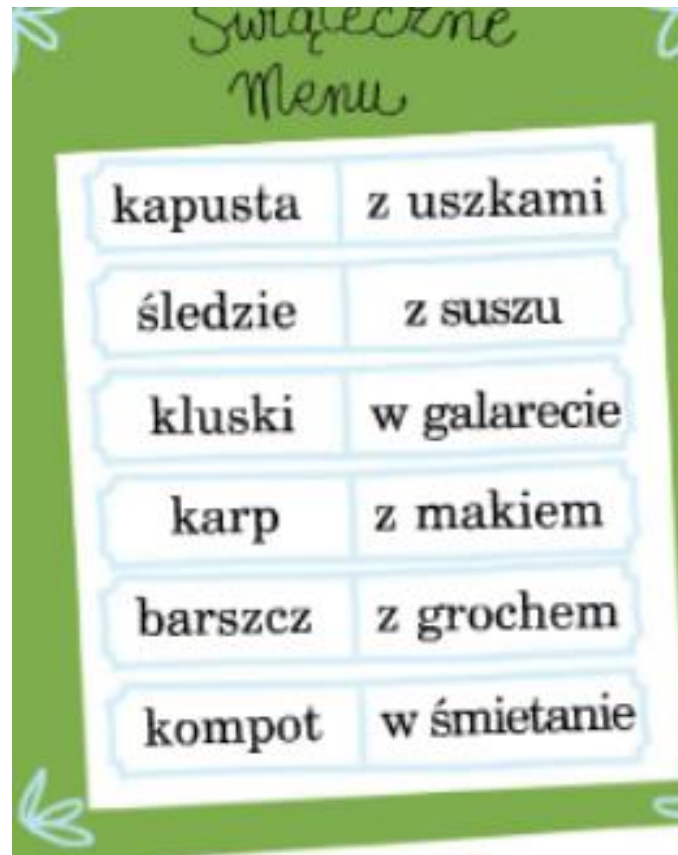 Świąteczne
Menu
kapusta z uszkami
śledzie z suszu
kluski w galarecie
karp z makiem
barszcz z grochem
kompot w śmietanie